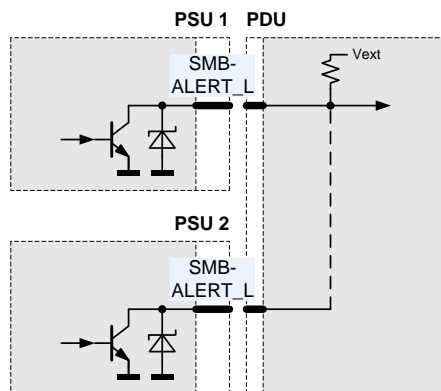 PSU 1 PDU
Vext
SMB-
ALERT_L
PSU 2
SMB-
ALERT_L